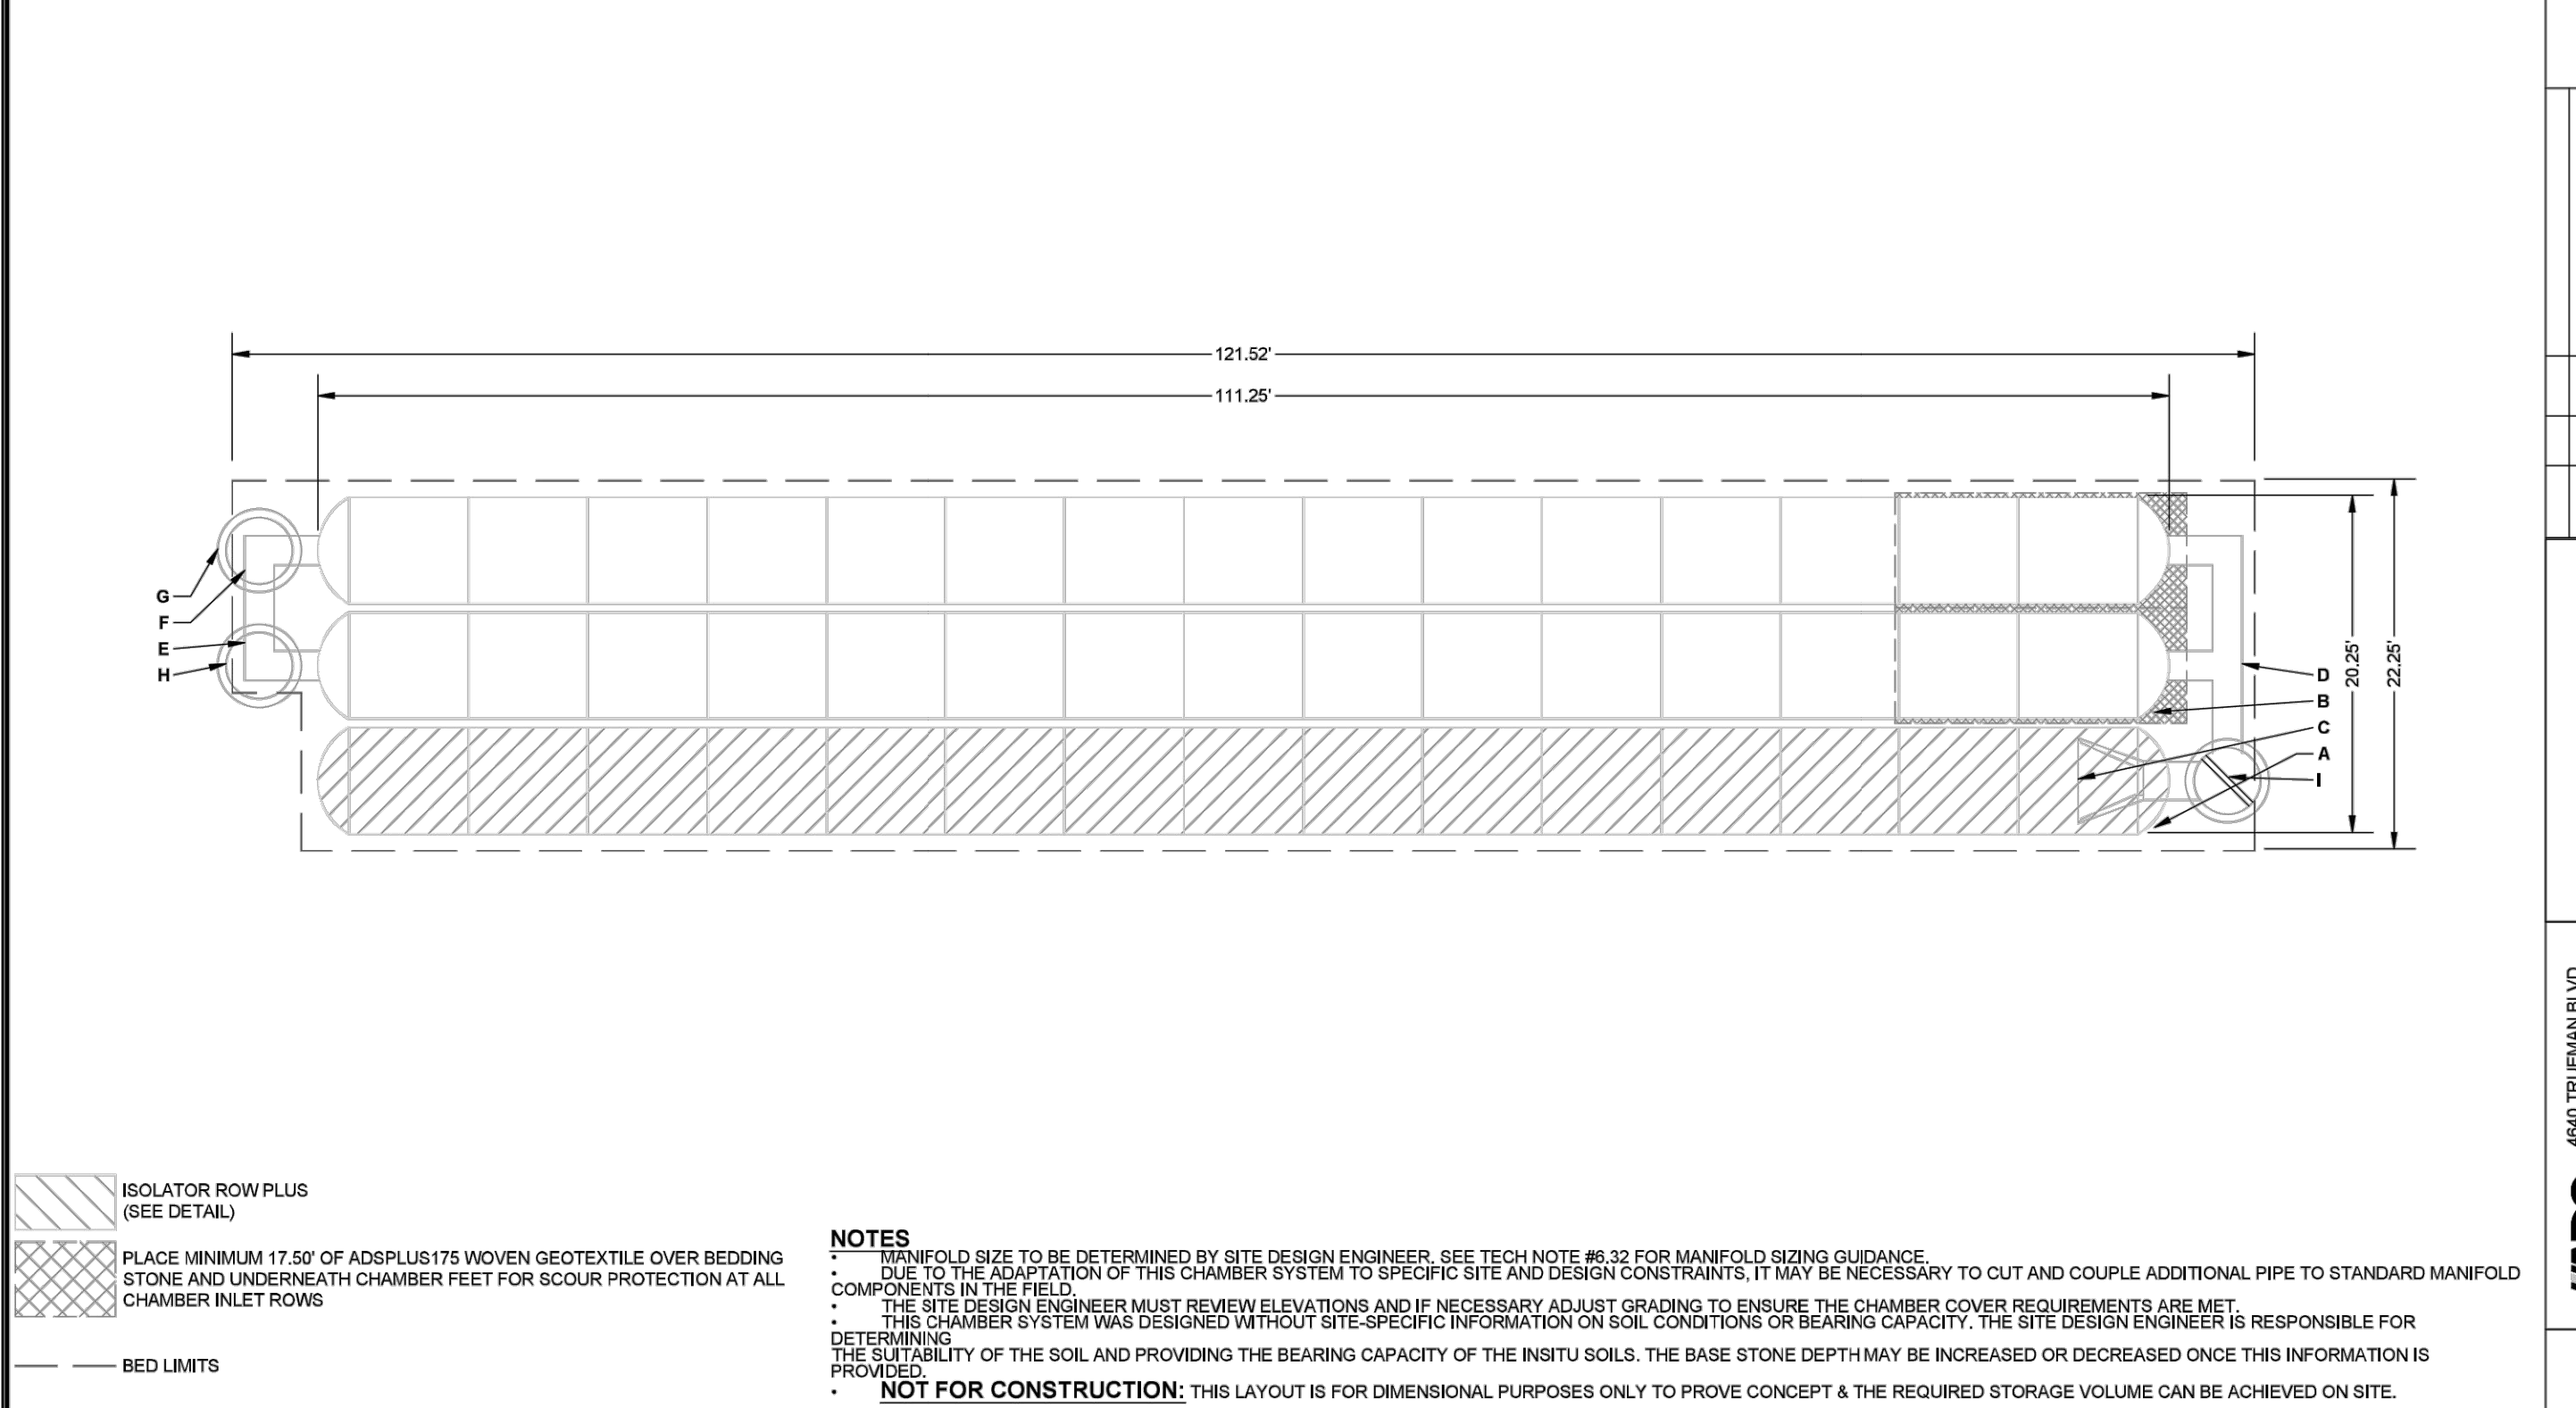 121.52'
111.25'
G
F
E
H
D
B
C
A
I
20.25'
22.25'
ISOLATOR ROW PLUS
(SEE DETAIL)
PLACE MINIMUM 17.50' OF ADSPLUS175 WOVEN GEOTEXTILE OVER BEDDING
STONE AND UNDERNEATH CHAMBER FEET FOR SCOUR PROTECTION AT ALL
CHAMBER INLET ROWS
BED LIMITS
NOTES
• MANIFOLD SIZE TO BE DETERMINED BY SITE DESIGN ENGINEER. SEE TECH NOTE #6.32 FOR MANIFOLD SIZING GUIDANCE.
• DUE TO THE ADAPTATION OF THIS CHAMBER SYSTEM TO SPECIFIC SITE AND DESIGN CONSTRAINTS, IT MAY BE NECESSARY TO CUT AND COUPLE ADDITIONAL PIPE TO STANDARD MANIFOLD
COMPONENTS IN THE FIELD.
• THE SITE DESIGN ENGINEER MUST REVIEW ELEVATIONS AND IF NECESSARY ADJUST GRADING TO ENSURE THE CHAMBER COVER REQUIREMENTS ARE MET.
• THIS CHAMBER SYSTEM WAS DESIGNED WITHOUT SITE-SPECIFIC INFORMATION ON SOIL CONDITIONS OR BEARING CAPACITY. THE SITE DESIGN ENGINEER IS RESPONSIBLE FOR
DETERMINING
THE SUITABILITY OF THE SOIL AND PROVIDING THE BEARING CAPACITY OF THE INSITU SOILS. THE BASE STONE DEPTH MAY BE INCREASED OR DECREASED ONCE THIS INFORMATION IS
PROVIDED.
• NOT FOR CONSTRUCTION: THIS LAYOUT IS FOR DIMENSIONAL PURPOSES ONLY TO PROVE CONCEPT & THE REQUIRED STORAGE VOLUME CAN BE ACHIEVED ON SITE.
4640 TRUEMAN BLVD